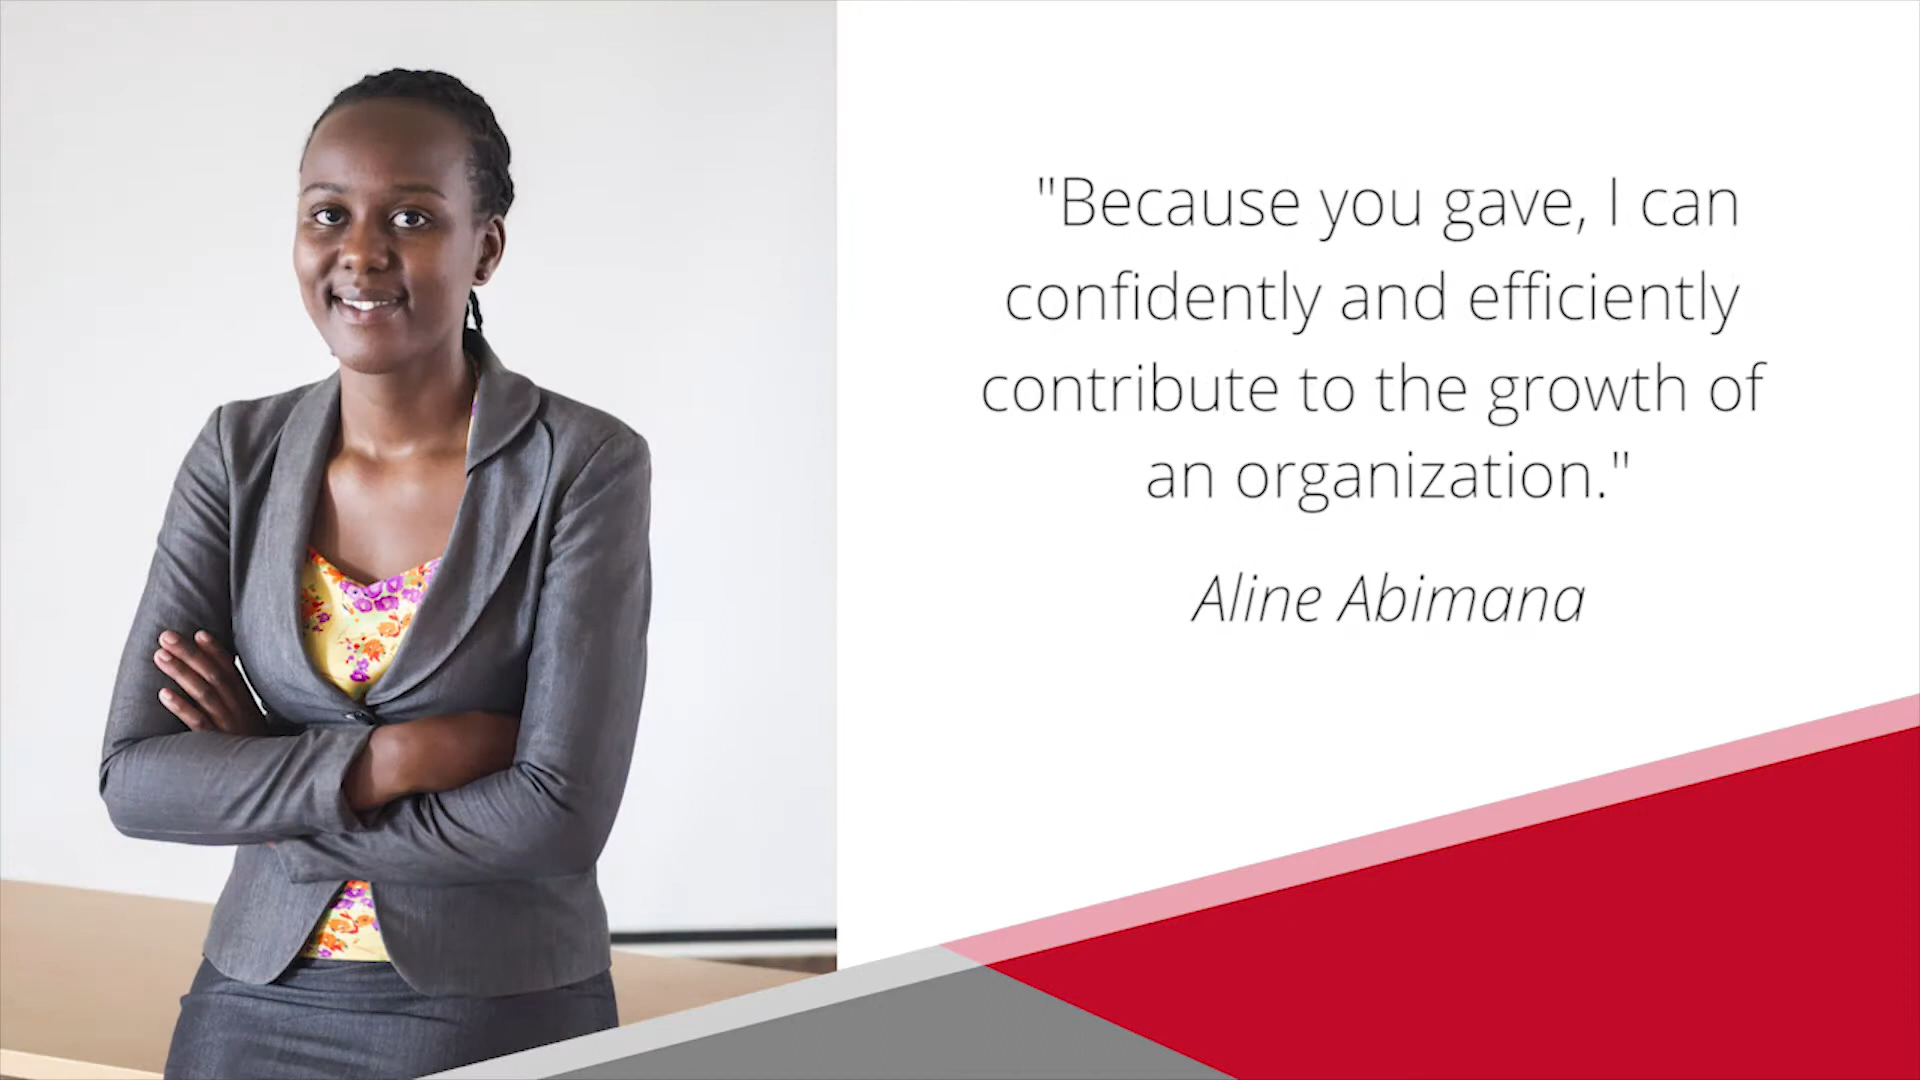 "Because you gave, I can
confidently and efficiently
contribute to the growth of
an organization."
Aline Abimana